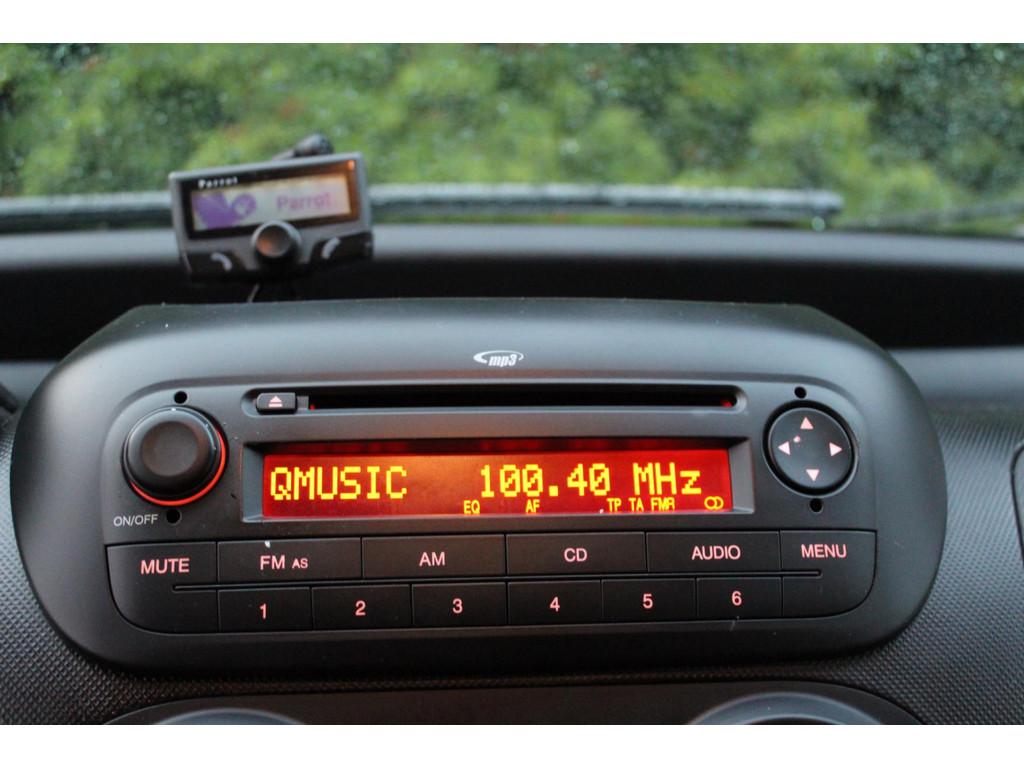 Parrot
Parrot
mp3
QMUSIC 100.40 MHz
EQ AF TP TA FMR
ON/OFF
MUTE FM AS AM CD AUDIO MENU
1 2 3 4 5 6